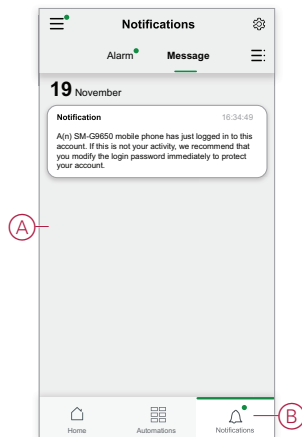 Notifications
Alarm Message
19 November
Notification 16:34:49
A(n) SM-G9650 mobile phone has just logged in to this
account. If this is not your activity, we recommend that
you modify the login password immediately to protect
your account.
A
B
Home Automations Notifications